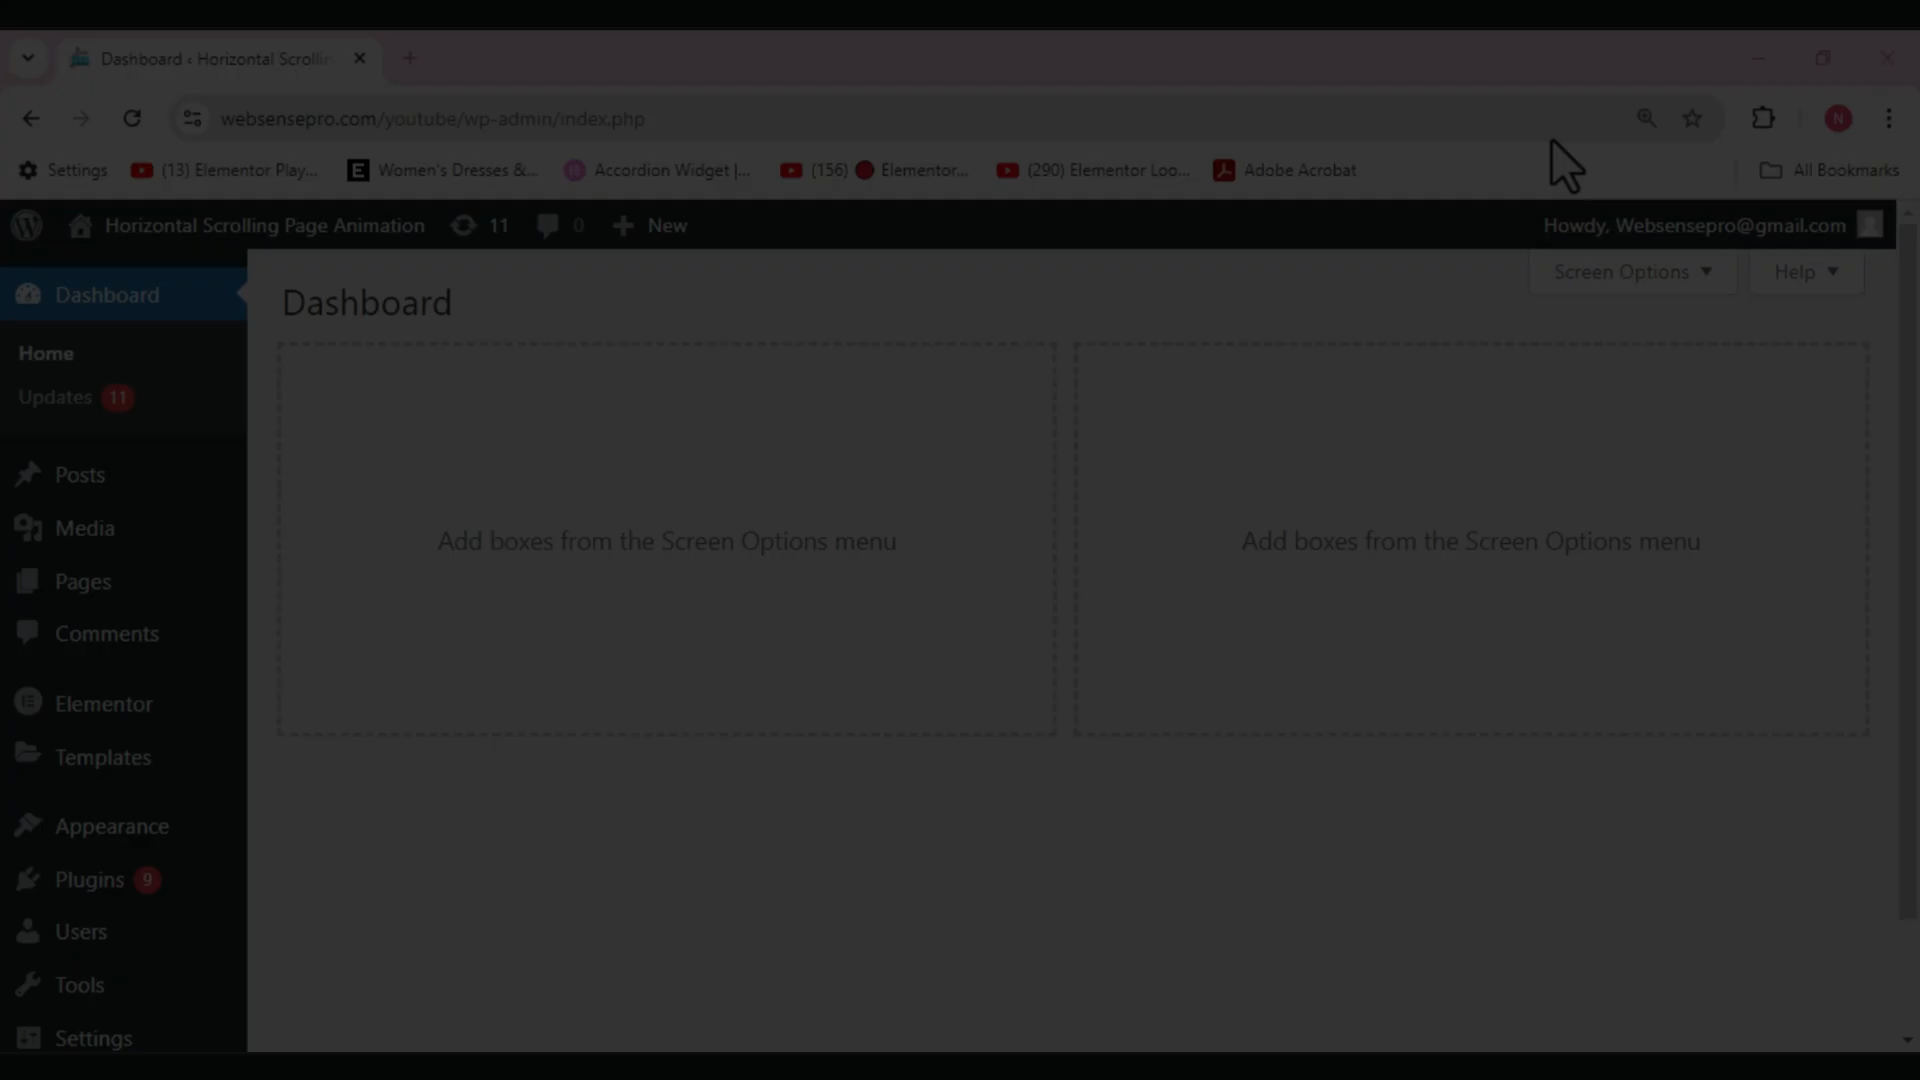 Dashboard ‹ Horizontal Scrollin
websensepro.com/youtube/wp-admin/index.php
N
Settings
(13) Elementor Play...
Women's Dresses &...
Accordion Widget |...
(156) Elementor...
(290) Elementor Loo...
Adobe Acrobat
All Bookmarks
Horizontal Scrolling Page Animation
11
0
New
Howdy, Websensepro@gmail.com
Dashboard
Home
Updates 11
Posts
Media
Pages
Comments
Elementor
Templates
Appearance
Plugins 9
Users
Tools
Settings
Screen Options
Help
Dashboard
Add boxes from the Screen Options menu
Add boxes from the Screen Options menu